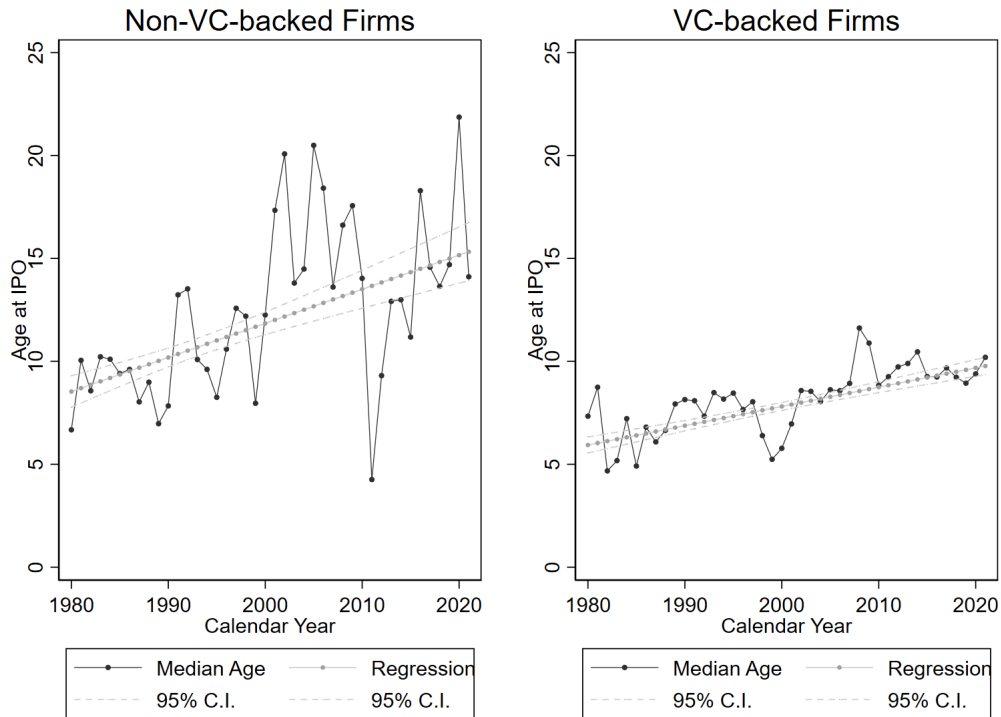 Non-VC-backed Firms
25
20
15
10
5
0
Age at IPO
1980 1990 2000 2010 2020
Calendar Year
Median Age Regression
95% C.I. 95% C.I.
VC-backed Firms
25
20
15
10
5
0
Age at IPO
1980 1990 2000 2010 2020
Calendar Year
Median Age Regression
95% C.I. 95% C.I.